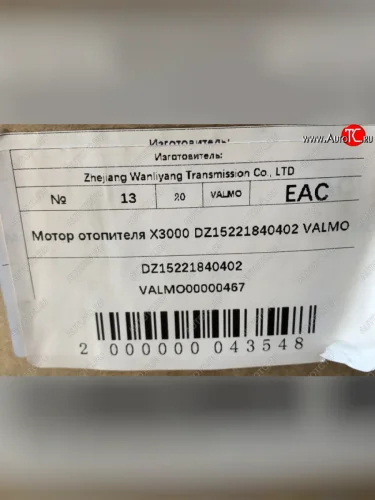 www.AutoTC.ru
Изготовитель:
Изготовитель:
Zhejiang Wanliyang Transmission Co., LTD
№ 13 20 VALMO EAC
Мотор отопителя X3000 DZ15221840402 VALMO
DZ15221840402
VALMO00000467
2 000000 043548